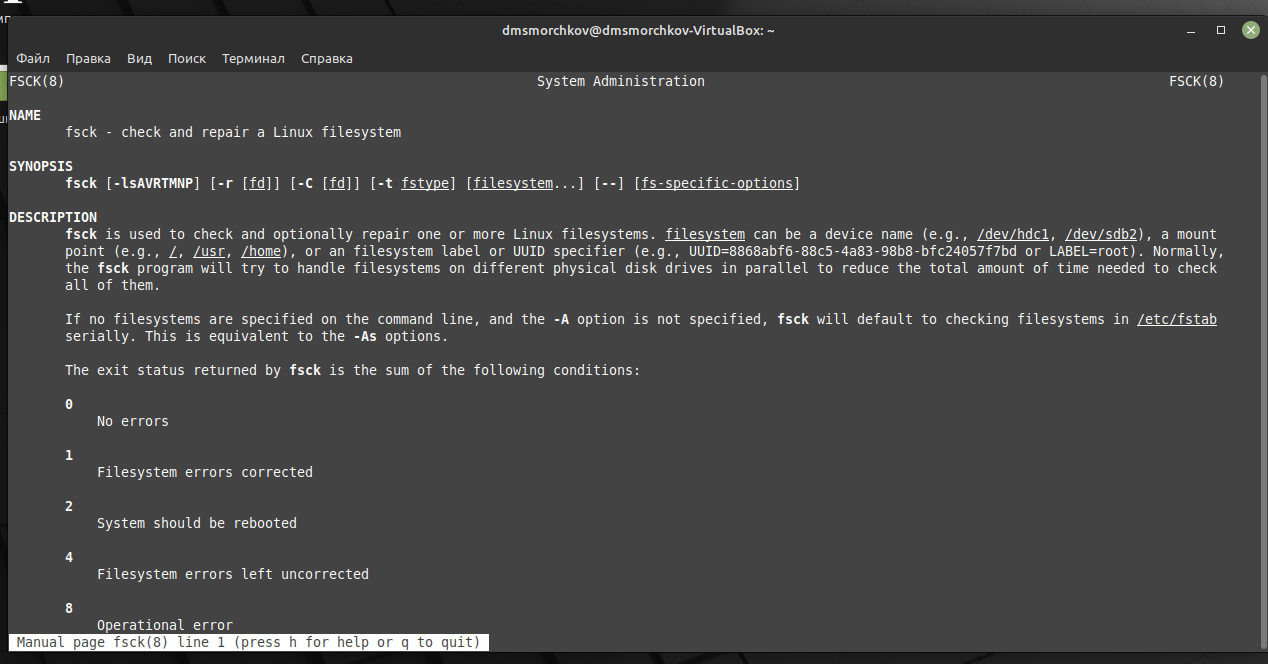 dmsmorchkov@dmsmorchkov-VirtualBox: ~
Файл Правка Вид Поиск Терминал Справка
FSCK(8) System Administration FSCK(8)
NAME
fsck - check and repair a Linux filesystem
SYNOPSIS
fsck [-lsAVRTMNP] [-r [fd]] [-C [fd]] [-t fstype] [filesystem...] [--] [fs-specific-options]
DESCRIPTION
fsck is used to check and optionally repair one or more Linux filesystems. filesystem can be a device name (e.g., /dev/hdc1, /dev/sdb2), a mount
point (e.g., /, /usr, /home), or an filesystem label or UUID specifier (e.g., UUID=8868abf6-88c5-4a83-98b8-bfc24057f7bd or LABEL=root). Normally,
the fsck program will try to handle filesystems on different physical disk drives in parallel to reduce the total amount of time needed to check
all of them.
If no filesystems are specified on the command line, and the -A option is not specified, fsck will default to checking filesystems in /etc/fstab
serially. This is equivalent to the -As options.
The exit status returned by fsck is the sum of the following conditions:
0
No errors
1
Filesystem errors corrected
2
System should be rebooted
4
Filesystem errors left uncorrected
8
Operational error
Manual page fsck(8) line 1 (press h for help or q to quit)